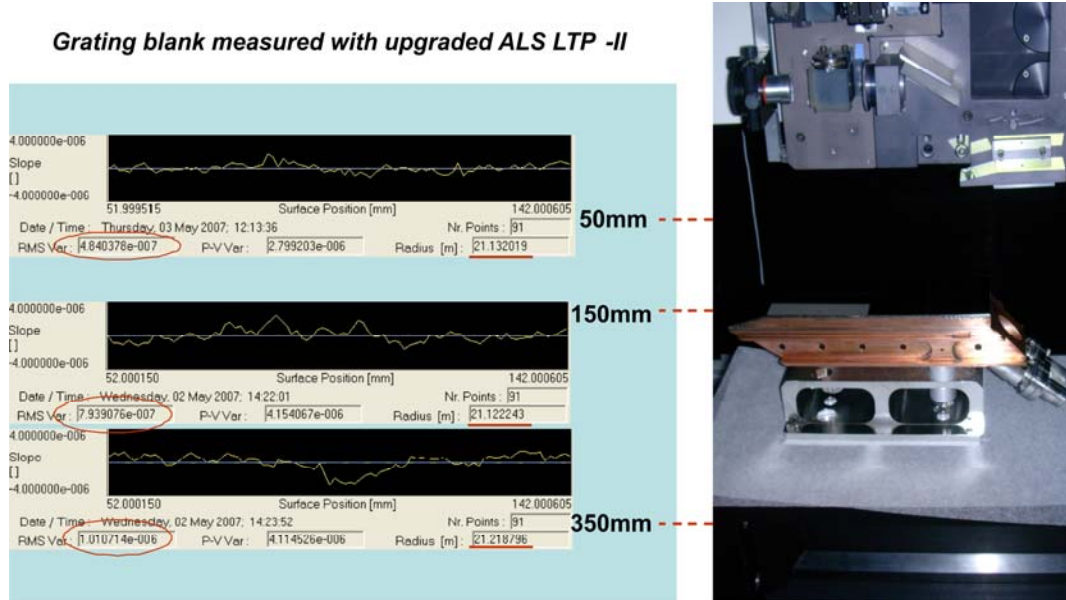 Grating blank measured with upgraded ALS LTP -II
4.000000e-006
Slope
[]
-4.000000e-006
51.999515 Surface Position [mm] 142.000605
Date / Time : Thursday, 03 May 2007; 12:13:36 Nr. Points : 91
RMS Var : 4.840378e-007 P-V Var : 2.799203e-006 Radius [m] : 21.132019
50mm
4.000000e-006
Slope
[]
-4.000000e-006
52.000150 Surface Position [mm] 142.000605
Date / Time : Wednesday, 02 May 2007; 14:22:01 Nr. Points : 91
RMS Var : 7.939076e-007 P-V Var : 4.154067e-006 Radius [m] : 21.122243
150mm
4.000000e-006
Slope
[]
-4.000000e-006
52.000150 Surface Position [mm] 142.000605
Date / Time : Wednesday, 02 May 2007; 14:23:52 Nr. Points : 91
RMS Var : 1.010714e-006 P-V Var : 4.114526e-006 Radius [m] : 21.218796
350mm